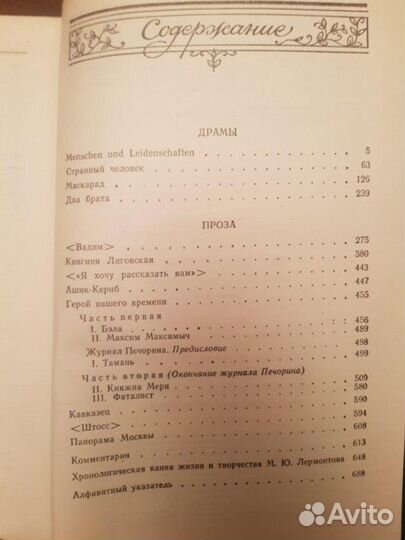 Содержание
ДРАМЫ
Menschen und Leidenschaften 5
Странный человек 63
Маскарад 126
Два брата 239
ПРОЗА
<Вадим> 275
Княгиня Лиговская 380
<«Я хочу рассказать вам»> 443
Ашик-Кериб 447
Герой нашего времени 455
Часть первая 456
I. Бэла 489
II. Максим Максимыч 498
Журнал Печорина. Предисловие 499
I. Тамань
Часть вторая (Окончание журнала Печорина) 509
II. Княжна Мери 580
III. Фаталист 590
Кавказец 594
<Штосс> 608
Панорама Москвы
Комментарии 613
Хронологическая канва жизни и творчества М. Ю. Лермонтова 648
Алфавитный указатель 688
Avito